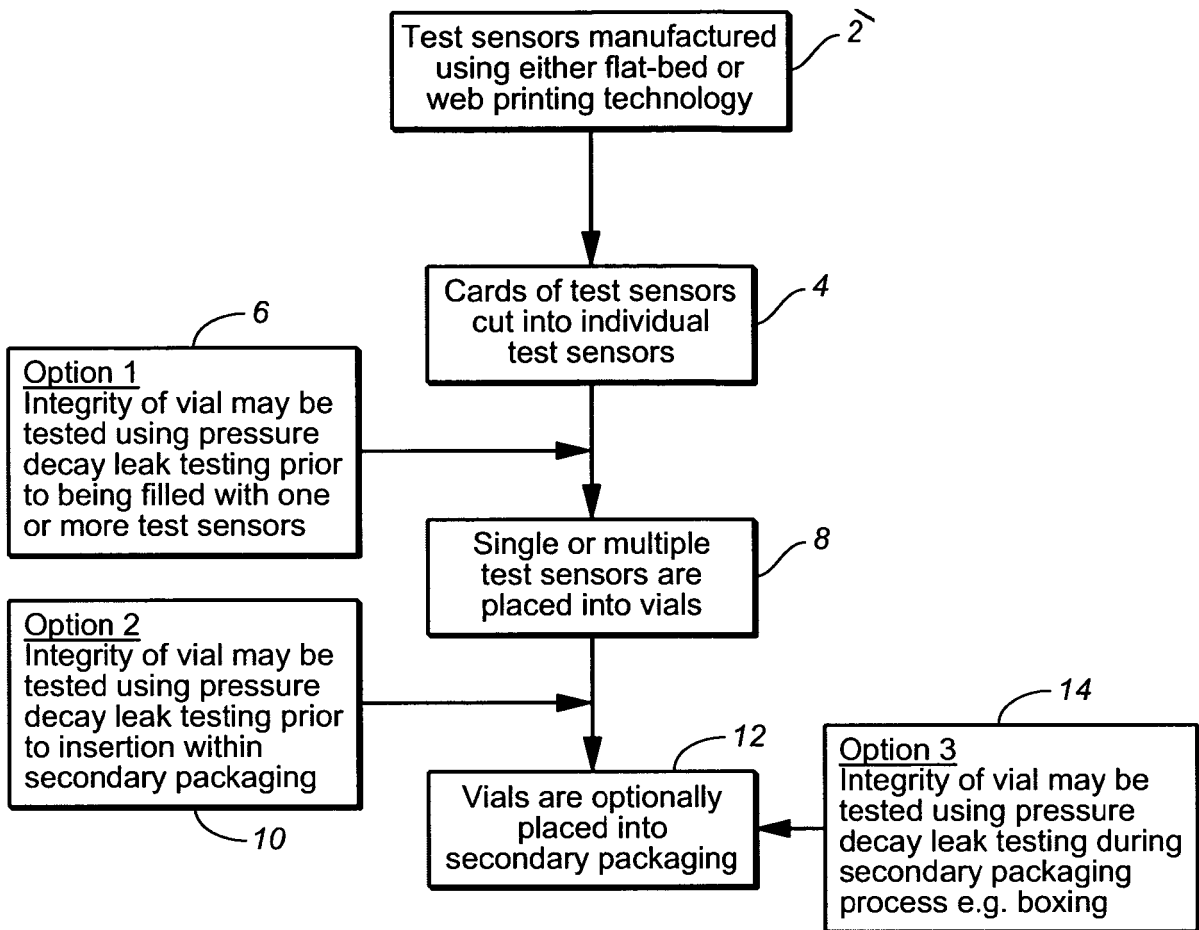 Test sensors manufactured
using either flat-bed or
web printing technology
2
Cards of test sensors
cut into individual
test sensors
4
6
Option 1
Integrity of vial may be
tested using pressure
decay leak testing prior
to being filled with one
or more test sensors
Single or multiple
test sensors are
placed into vials
8
Option 2
Integrity of vial may be
tested using pressure
decay leak testing prior
to insertion within
secondary packaging
10
12
Vials are optionally
placed into
secondary packaging
14
Option 3
Integrity of vial may be
tested using pressure
decay leak testing during
secondary packaging
process e.g. boxing